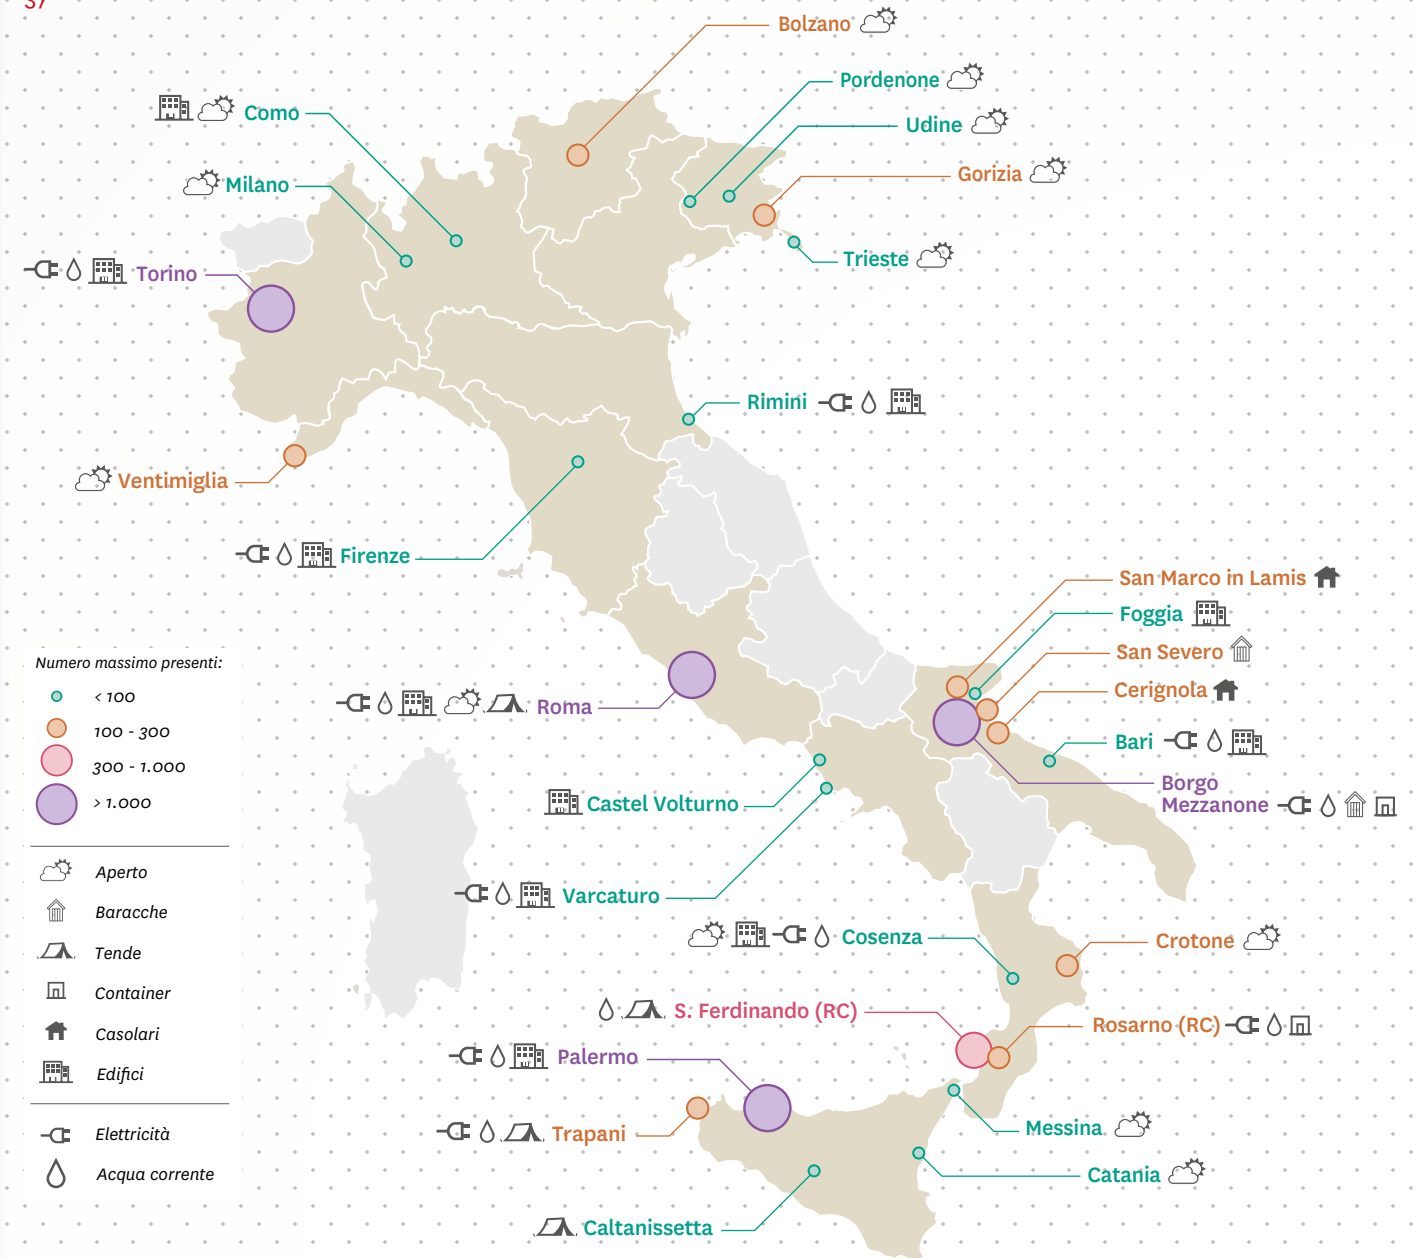 37
Bolzano
Pordenone
Como
Udine
Gorizia
Milano
Trieste
Torino
Rimini
Ventimiglia
Firenze
San Marco in Lamis
Foggia
San Severo
Cerignola
Numero massimo presenti:
< 100
100 - 300
300 - 1.000
> 1.000
Roma
Bari
Borgo
Mezzanone
Castel Volturno
Aperto
Baracche
Tende
Container
Casolari
Edifici
Elettricità
Acqua corrente
Varcaturo
Cosenza
Crotone
S. Ferdinando (RC)
Rosarno (RC)
Palermo
Trapani
Messina
Catania
Caltanissetta